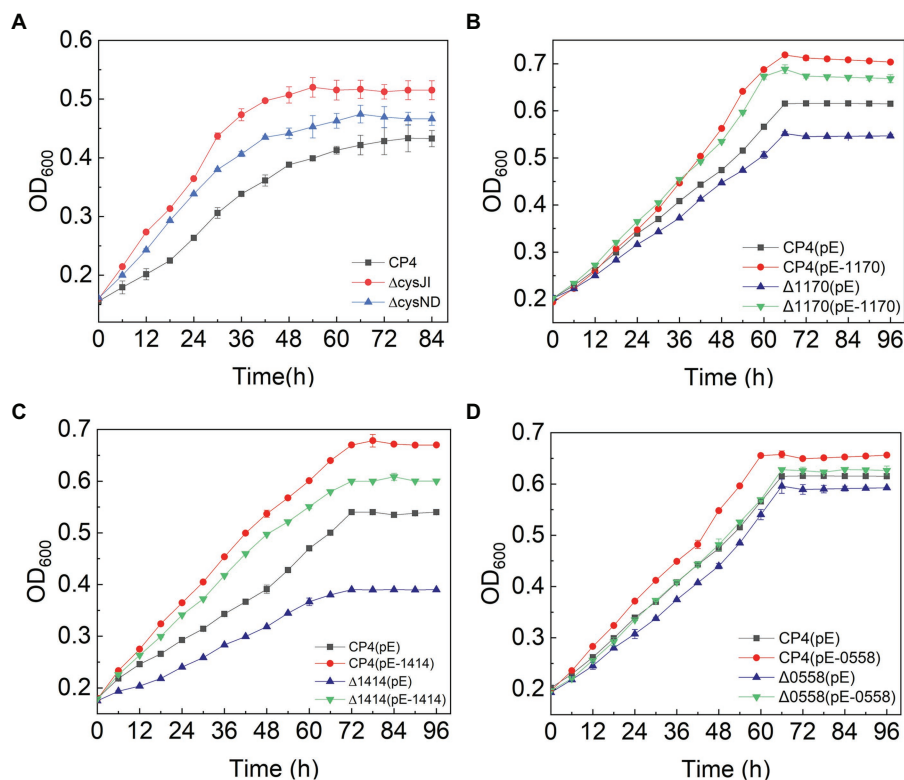 A
0.6
0.5
0.4
0.3
0.2
OD600
0 12 24 36 48 60 72 84
Time(h)
CP4
ΔcysJI
ΔcysND
B
0.7
0.6
0.5
0.4
0.3
0.2
OD600
0 12 24 36 48 60 72 84 96
Time (h)
CP4(pE)
CP4(pE-1170)
Δ1170(pE)
Δ1170(pE-1170)
C
0.7
0.6
0.5
0.4
0.3
0.2
OD600
0 12 24 36 48 60 72 84 96
Time (h)
CP4(pE)
CP4(pE-1414)
Δ1414(pE)
Δ1414(pE-1414)
D
0.7
0.6
0.5
0.4
0.3
0.2
OD600
0 12 24 36 48 60 72 84 96
Time (h)
CP4(pE)
CP4(pE-0558)
Δ0558(pE)
Δ0558(pE-0558)